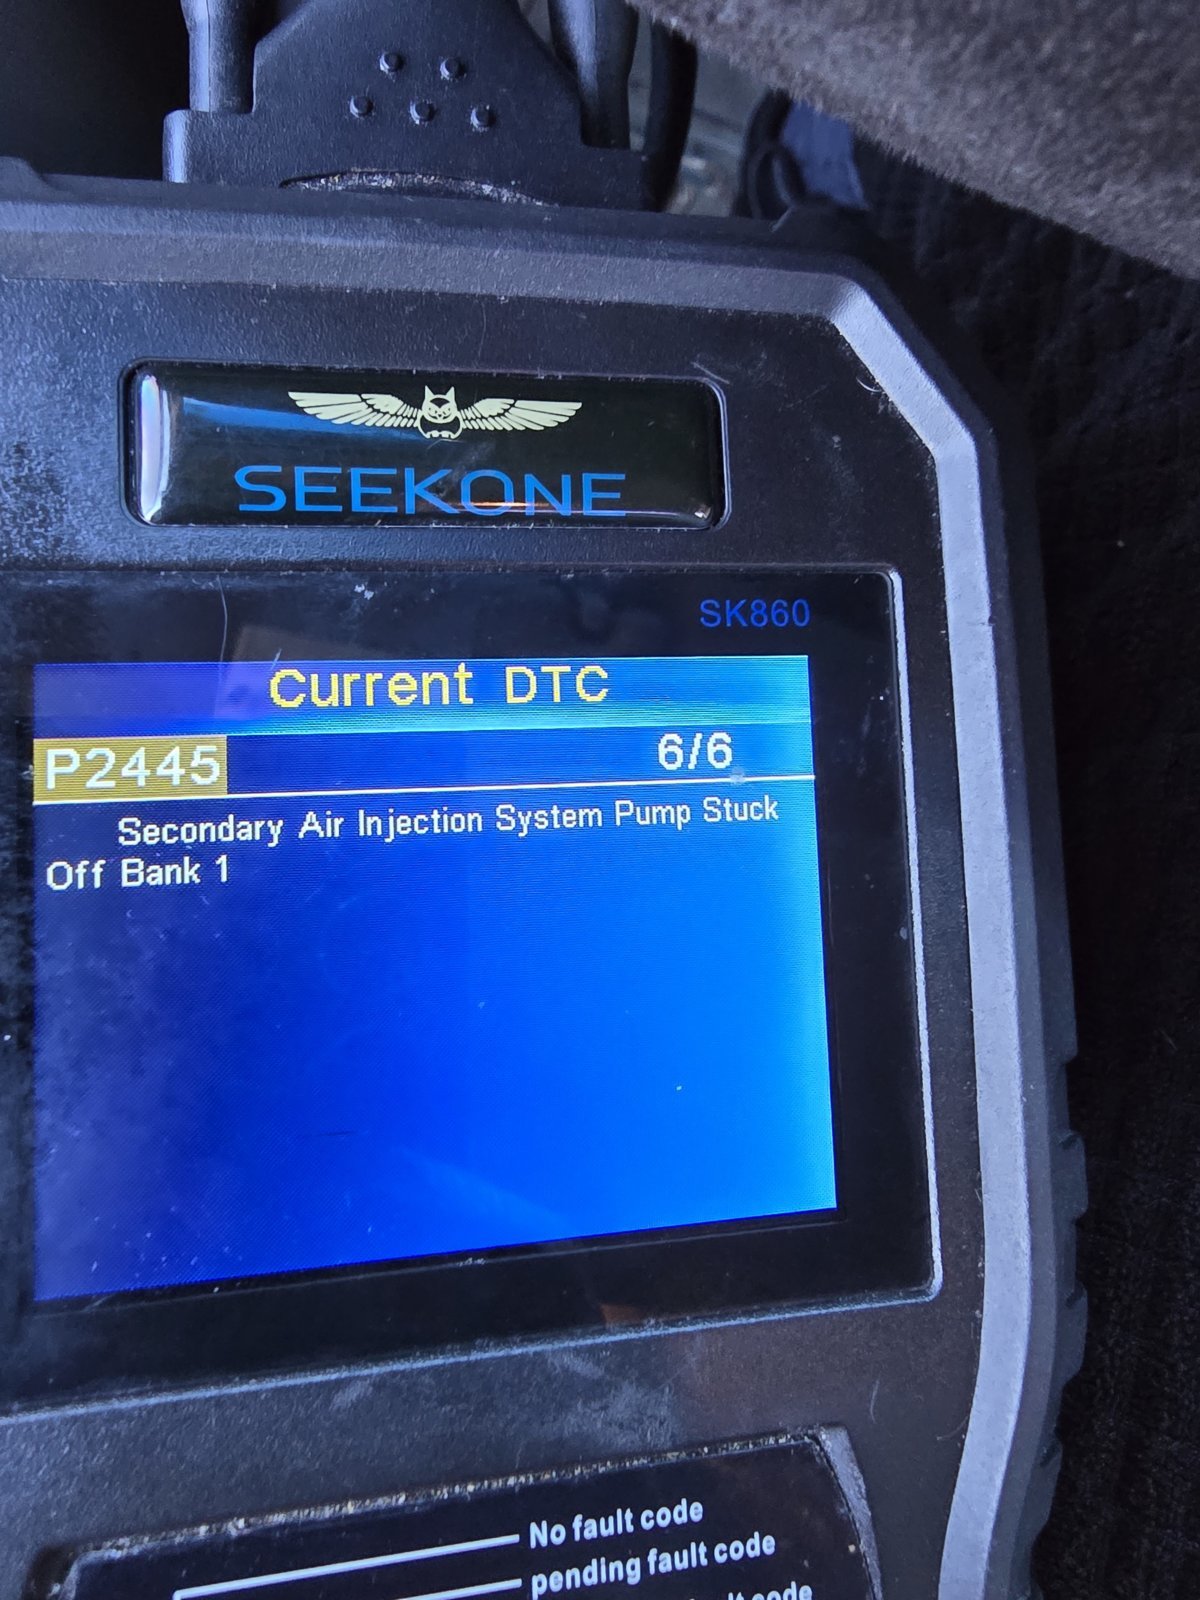 SEEKONE
SK860
Current DTC
P2445 6/6
Secondary Air Injection System Pump Stuck
Off Bank 1
No fault code
pending fault code
code